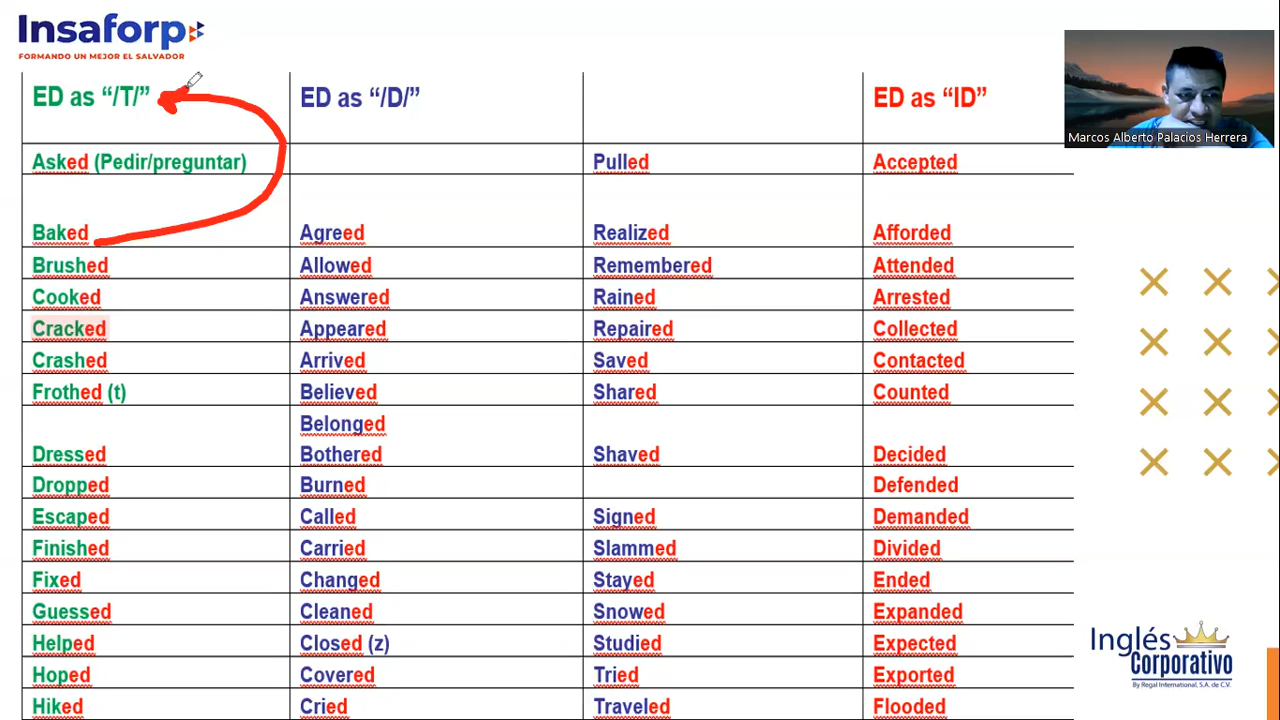 Insaforp
FORMANDO UN MEJOR EL SALVADOR
Marcos Alberto Palacios Herrera
ED as “/T/” ED as “/D/” ED as “ID”
Asked (Pedir/preguntar) Pulled Accepted
Baked Agreed Realized Afforded
Brushed Allowed Remembered Attended
Cooked Answered Rained Arrested
Cracked Appeared Repaired Collected
Crashed Arrived Saved Contacted
Frothed (t) Believed Shared Counted
Belonged
Dressed Bothered Shaved Decided
Dropped Burned Defended
Escaped Called Signed Demanded
Finished Carried Slammed Divided
Fixed Changed Stayed Ended
Guessed Cleaned Snowed Expanded
Helped Closed (z) Studied Expected
Hoped Covered Tried Exported
Hiked Cried Traveled Flooded
Inglés
Corporativo
By Regal International, S.A. de C.V.